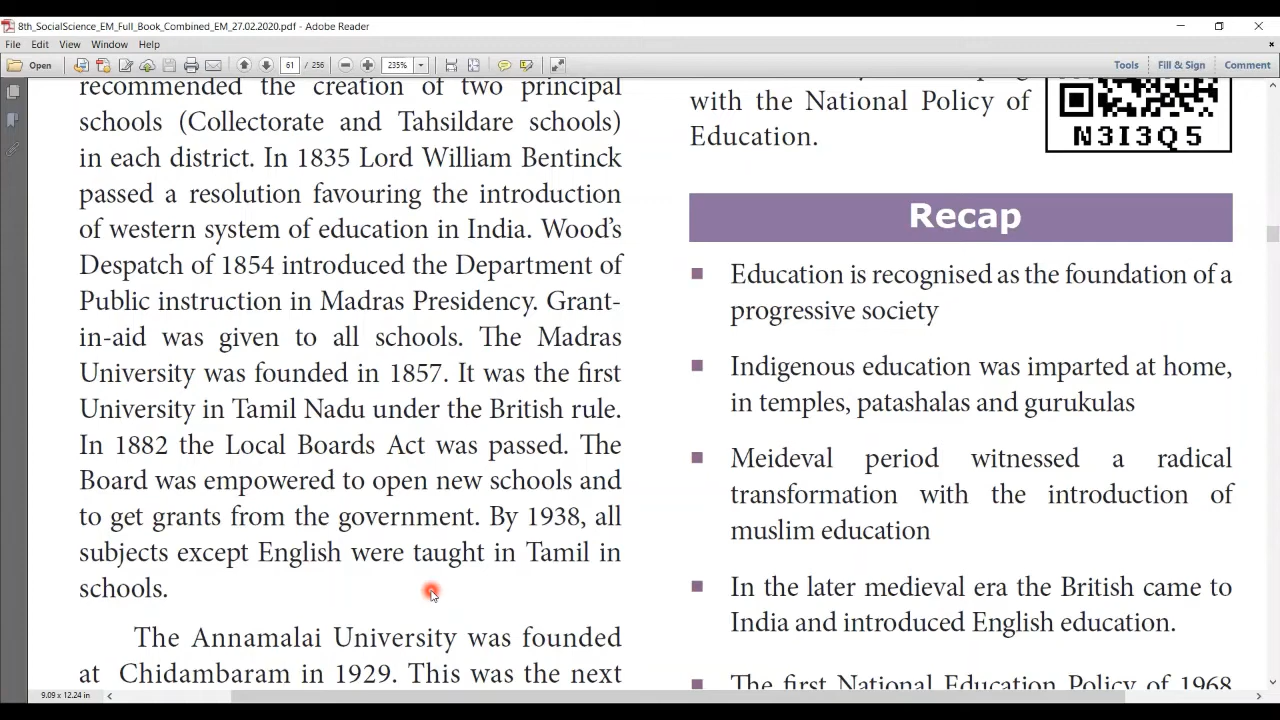 8th_SocialScience_EM_Full_Book_Combined_EM_27.02.2020.pdf - Adobe Reader
File Edit View Window Help
Open 61 / 256 235% Tools Fill & Sign Comment
recommended the creation of two principal
schools (Collectorate and Tahsildare schools)
in each district. In 1835 Lord William Bentinck
passed a resolution favouring the introduction
of western system of education in India. Wood's
Despatch of 1854 introduced the Department of
Public instruction in Madras Presidency. Grant-
in-aid was given to all schools. The Madras
University was founded in 1857. It was the first
University in Tamil Nadu under the British rule.
In 1882 the Local Boards Act was passed. The
Board was empowered to open new schools and
to get grants from the government. By 1938, all
subjects except English were taught in Tamil in
schools.
The Annamalai University was founded
at Chidambaram in 1929. This was the next
with the National Policy of
Education.
N3I3Q5
Recap
Education is recognised as the foundation of a
progressive society
Indigenous education was imparted at home,
in temples, patashalas and gurukulas
Meideval period witnessed a radical
transformation with the introduction of
muslim education
In the later medieval era the British came to
India and introduced English education.
The first National Education Policy of 1968
9.09 x 12.24 in